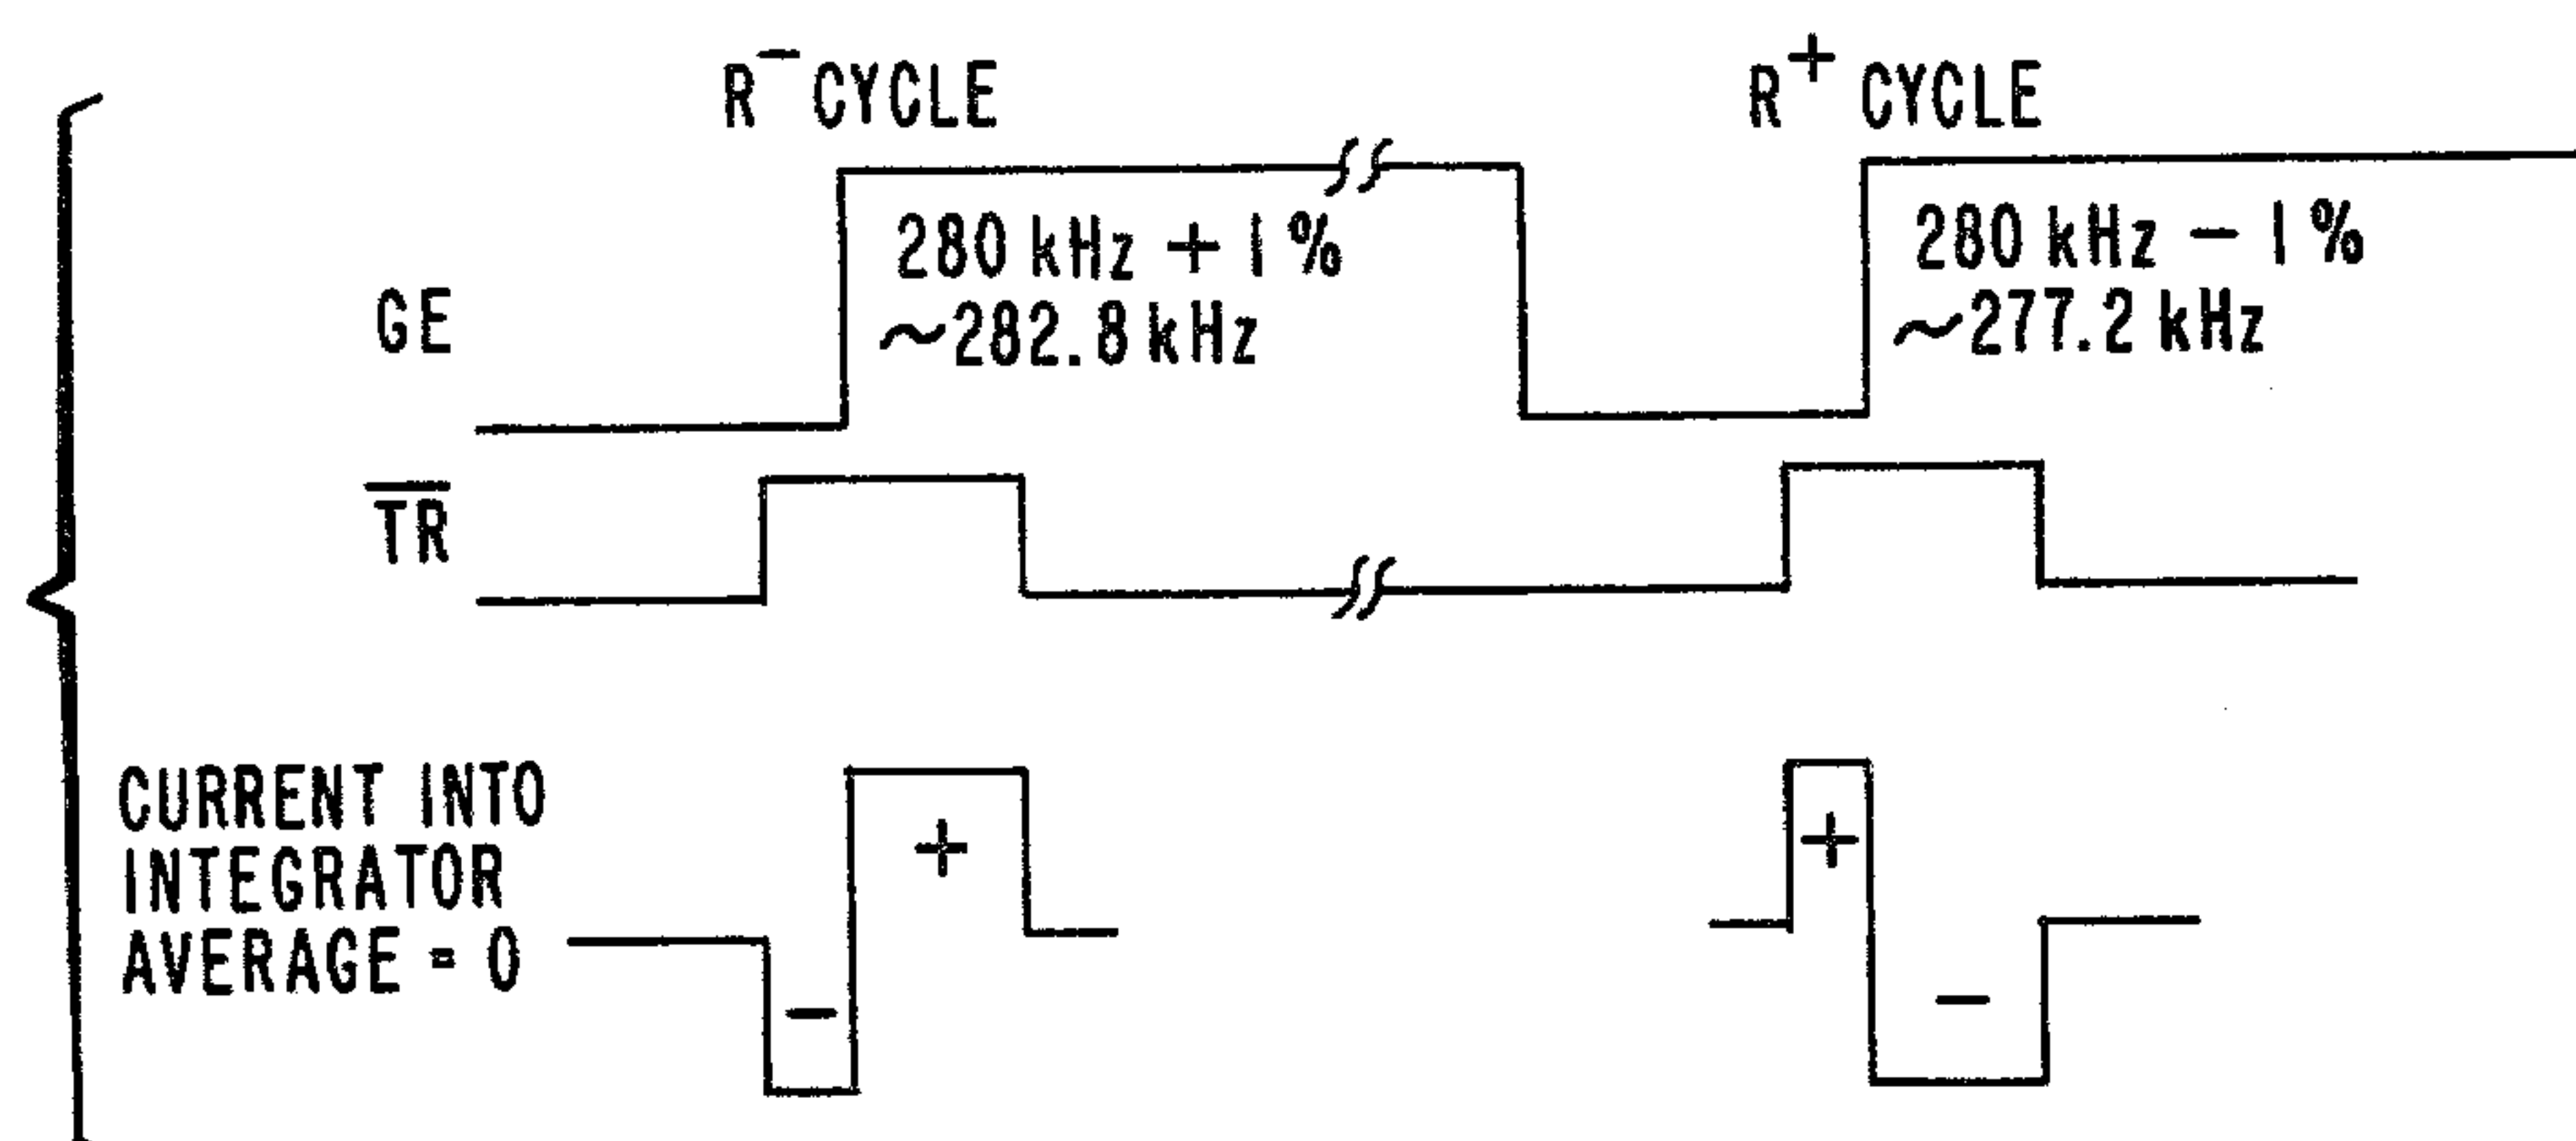 R⁻ CYCLE
R⁺ CYCLE
280 kHz + 1 %
~282.8 kHz
280 kHz − 1 %
~277.2 kHz
GE
T̅R̅
CURRENT INTO
INTEGRATOR
AVERAGE = 0
+
−
+
−